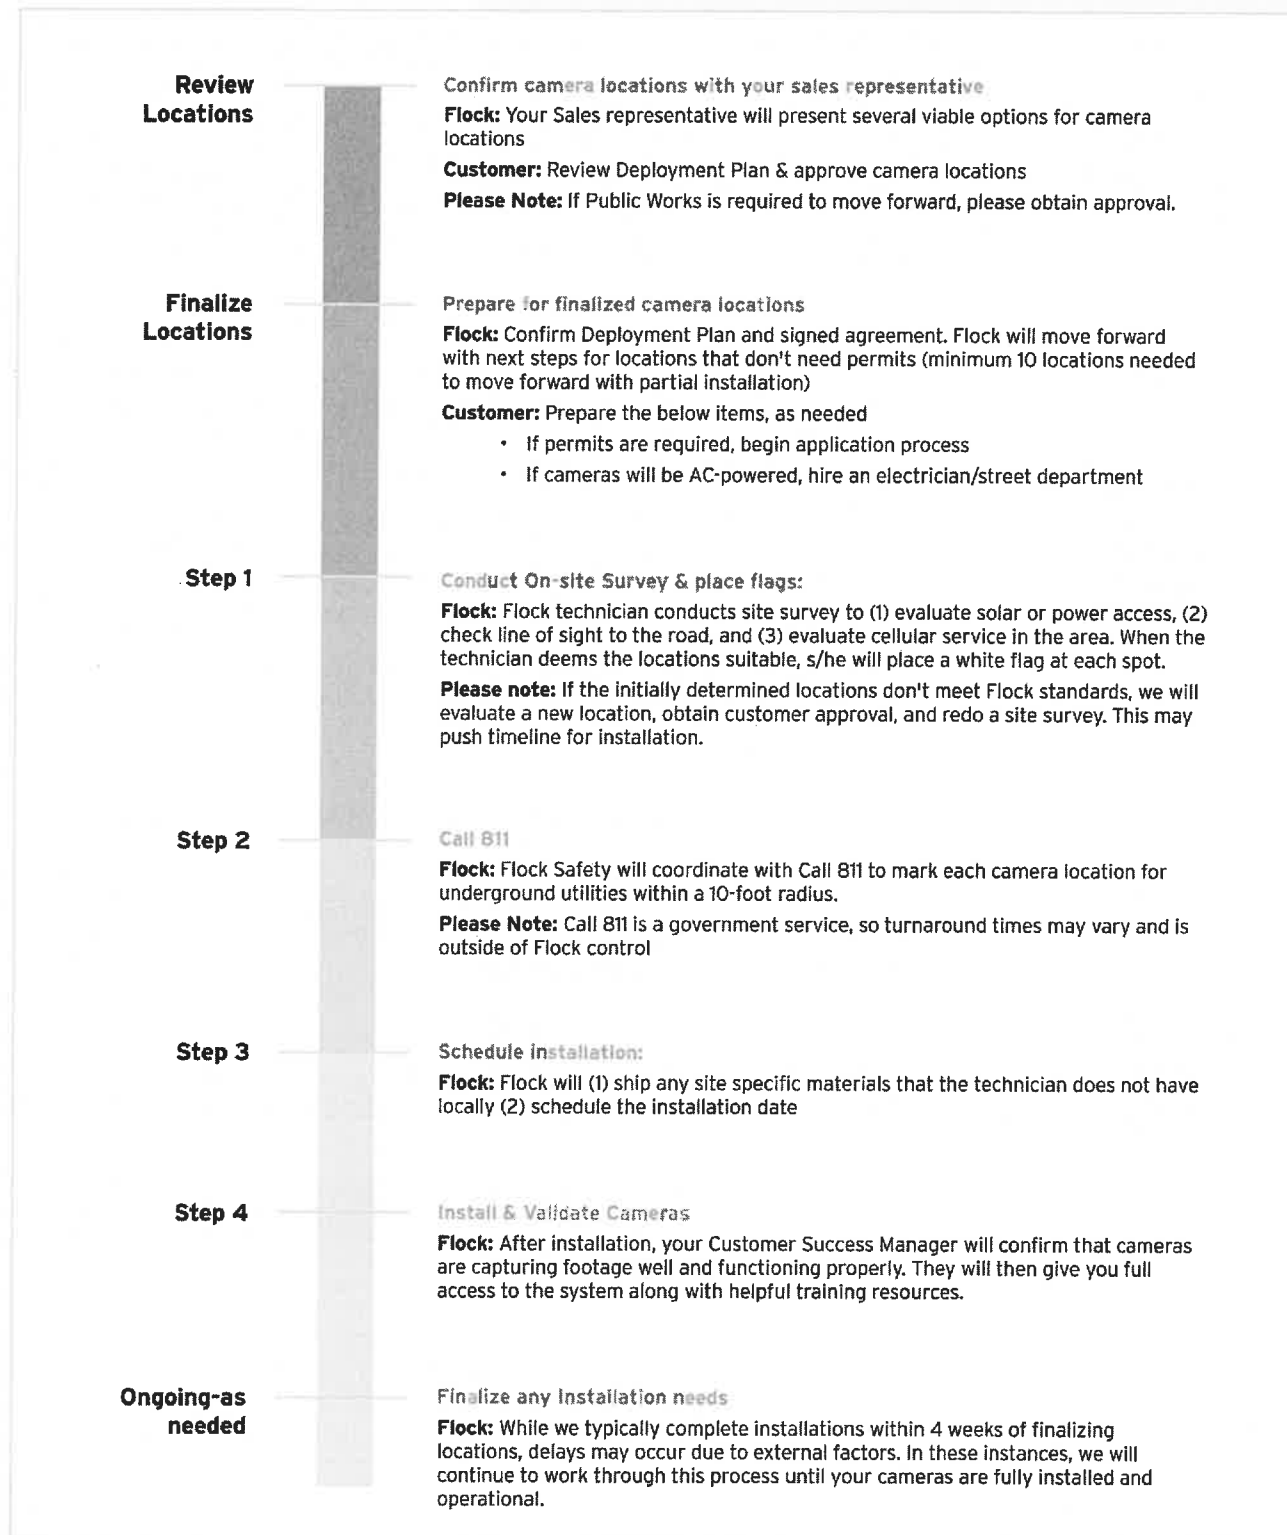 Review
Locations
Confirm camera locations with your sales representative
Flock: Your Sales representative will present several viable options for camera
locations
Customer: Review Deployment Plan & approve camera locations
Please Note: If Public Works is required to move forward, please obtain approval.
Finalize
Locations
Prepare for finalized camera locations
Flock: Confirm Deployment Plan and signed agreement. Flock will move forward
with next steps for locations that don't need permits (minimum 10 locations needed
to move forward with partial installation)
Customer: Prepare the below items, as needed
• If permits are required, begin application process
• If cameras will be AC-powered, hire an electrician/street department
Step 1
Conduct On-site Survey & place flags:
Flock: Flock technician conducts site survey to (1) evaluate solar or power access, (2)
check line of sight to the road, and (3) evaluate cellular service in the area. When the
technician deems the locations suitable, s/he will place a white flag at each spot.
Please note: If the initially determined locations don't meet Flock standards, we will
evaluate a new location, obtain customer approval, and redo a site survey. This may
push timeline for installation.
Step 2
Call 811
Flock: Flock Safety will coordinate with Call 811 to mark each camera location for
underground utilities within a 10-foot radius.
Please Note: Call 811 is a government service, so turnaround times may vary and is
outside of Flock control
Step 3
Schedule installation:
Flock: Flock will (1) ship any site specific materials that the technician does not have
locally (2) schedule the installation date
Step 4
Install & Validate Cameras
Flock: After installation, your Customer Success Manager will confirm that cameras
are capturing footage well and functioning properly. They will then give you full
access to the system along with helpful training resources.
Ongoing-as
needed
Finalize any installation needs
Flock: While we typically complete installations within 4 weeks of finalizing
locations, delays may occur due to external factors. In these instances, we will
continue to work through this process until your cameras are fully installed and
operational.